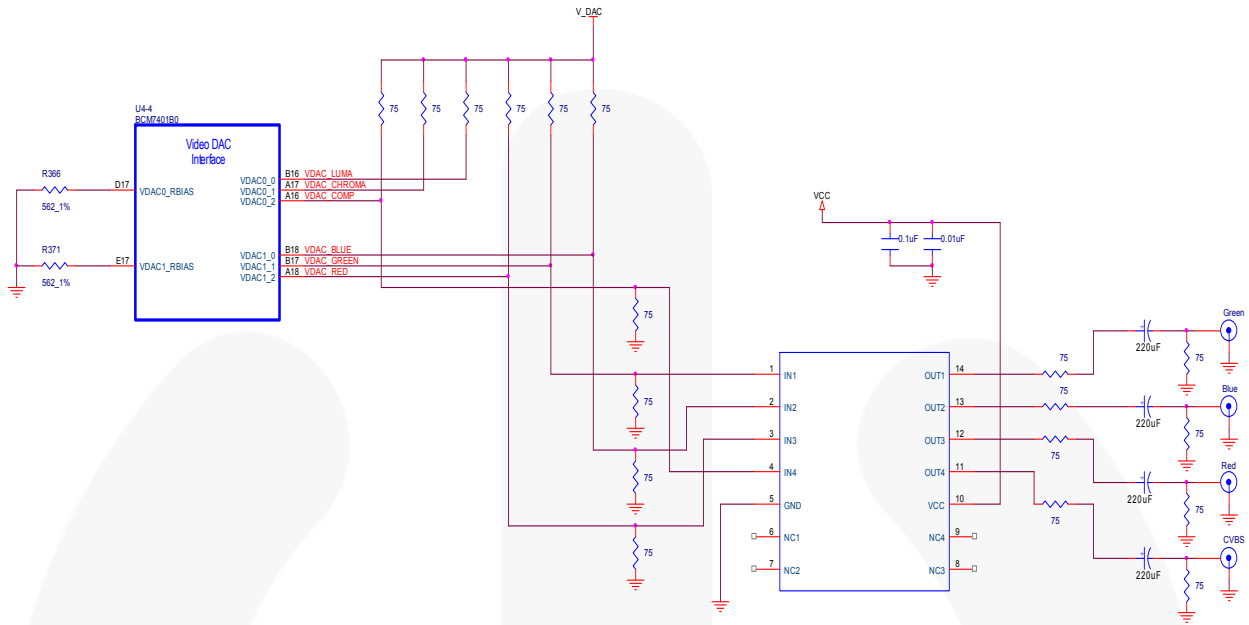 V_DAC
75
75
75
75
75
75
U4-4
BCM7401B0
Video DAC
Interface
R366
562_1%
D17
VDAC0_RBIAS
VDAC0_0
B16
VDAC_LUMA
VDAC0_1
A17
VDAC_CHROMA
VDAC0_2
A16
VDAC_COMP
R371
562_1%
E17
VDAC1_RBIAS
VDAC1_0
B18
VDAC_BLUE
VDAC1_1
B17
VDAC_GREEN
VDAC1_2
A18
VDAC_RED
VCC
0.1uF
0.01uF
75
75
75
75
1
IN1
2
IN2
3
IN3
4
IN4
5
GND
6
NC1
7
NC2
OUT1
14
OUT2
13
OUT3
12
OUT4
11
VCC
10
NC4
9
NC3
8
75
75
75
75
+
220uF
75
Green
+
220uF
75
Blue
+
220uF
75
Red
+
220uF
75
CVBS